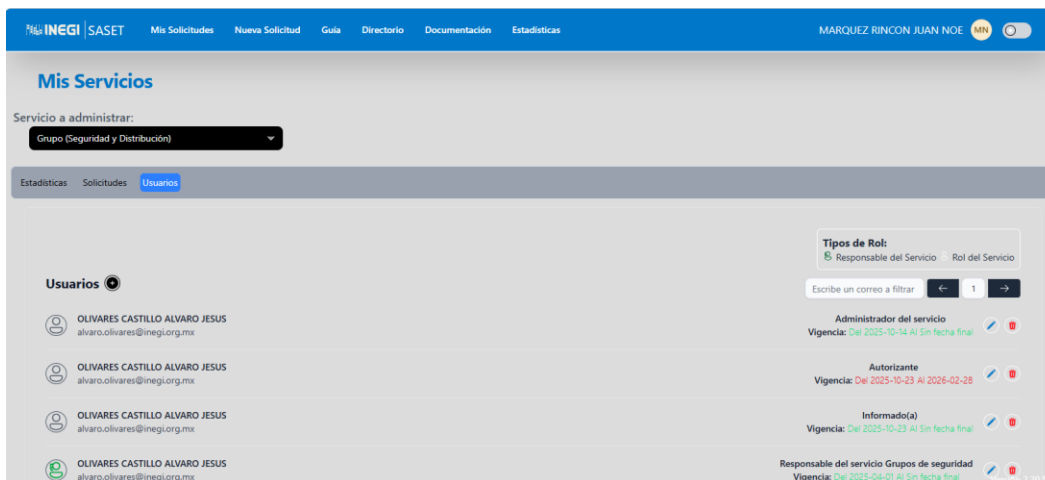 INEGI SASET Mis Solicitudes Nueva Solicitud Guía Directorio Documentación Estadísticas MARQUEZ RINCON JUAN NOE MN
Mis Servicios
Servicio a administrar:
Grupo (Seguridad y Distribución)
Estadísticas Solicitudes Usuarios
Tipos de Rol:
Responsable del Servicio Rol del Servicio
Usuarios
Escribe un correo a filtrar ← 1 →
OLIVARES CASTILLO ALVARO JESUS Administrador del servicio
alvaro.olivares@inegi.org.mx Vigencia: Del 2025-10-14 Al Sin fecha final
OLIVARES CASTILLO ALVARO JESUS Autorizante
alvaro.olivares@inegi.org.mx Vigencia: Del 2025-10-23 Al 2026-02-28
OLIVARES CASTILLO ALVARO JESUS Informado(a)
alvaro.olivares@inegi.org.mx Vigencia: Del 2025-10-23 Al Sin fecha final
OLIVARES CASTILLO ALVARO JESUS Responsable del servicio Grupos de seguridad
alvaro.olivares@inegi.org.mx Vigencia: Del 2025-04-01 Al Sin fecha final